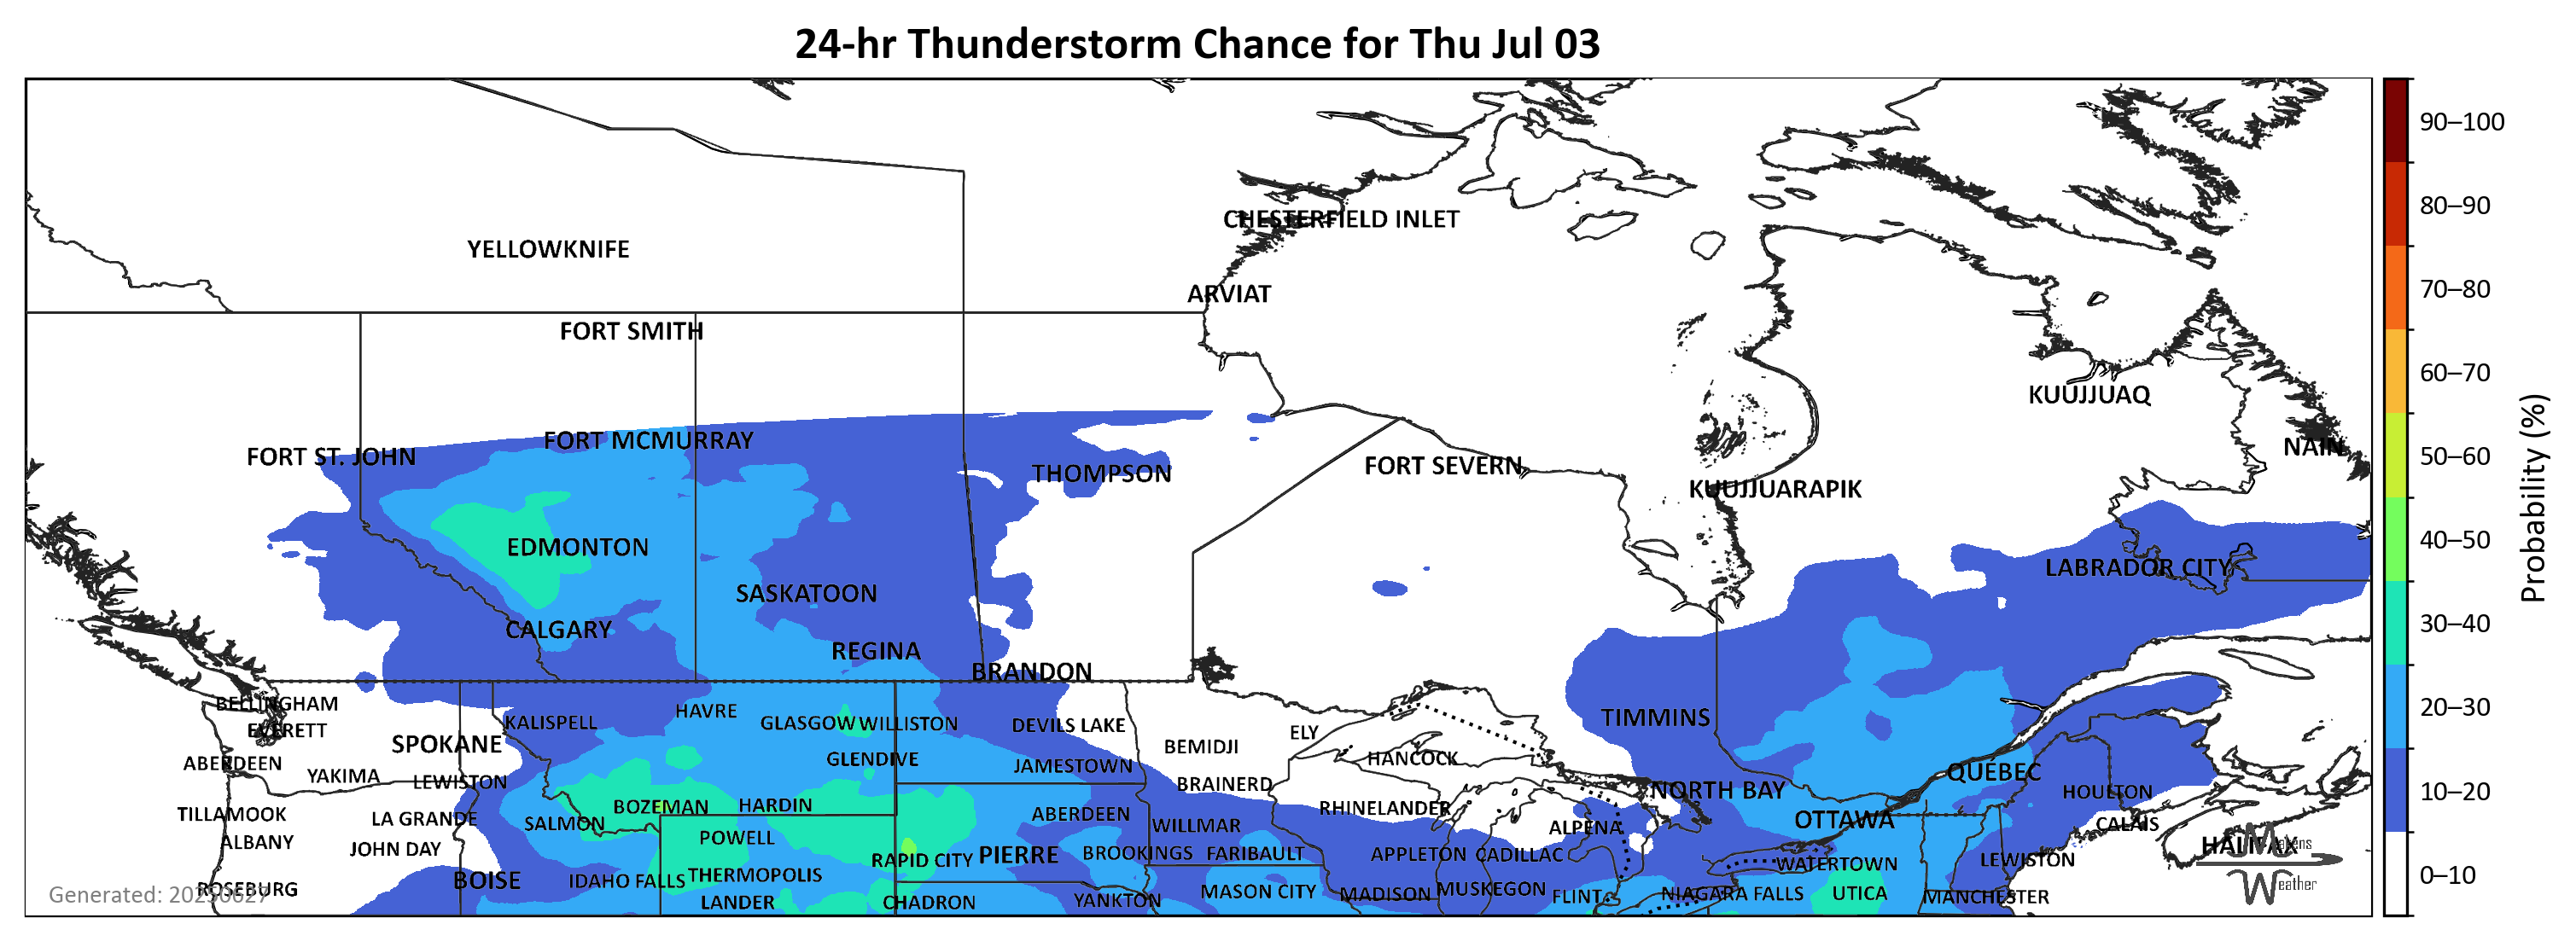 24-hr Thunderstorm Chance for Thu Jul 03
90–100
80–90
70–80
60–70
50–60
40–50
30–40
20–30
10–20
0–10
Probability (%)
CHESTERFIELD INLET
YELLOWKNIFE
ARVIAT
FORT SMITH
KUUJJUAQ
FORT MCMURRAY
NAIN
FORT ST. JOHN
FORT SEVERN
THOMPSON
KUUJJUARAPIK
EDMONTON
LABRADOR CITY
SASKATOON
CALGARY
REGINA
BRANDON
BELLINGHAM
HAVRE
TIMMINS
KALISPELL
GLASGOW
WILLISTON
DEVILS LAKE
EVERETT
ELY
SPOKANE
BEMIDJI
HANCOCK
GLENDIVE
ABERDEEN
JAMESTOWN
QUÉBEC
YAKIMA
LEWISTON
BRAINERD
NORTH BAY
HOULTON
BOZEMAN
HARDIN
RHINELANDER
TILLAMOOK
LA GRANDE
ABERDEEN
OTTAWA
SALMON
WILLMAR
ALPENA
CALAIS
POWELL
ALBANY
HALIFAX
Matens
JOHN DAY
BROOKINGS
FARIBAULT
APPLETON
CADILLAC
PIERRE
RAPID CITY
LEWISTON
WATERTOWN
THERMOPOLIS
BOISE
IDAHO FALLS
Weather
ROSEBURG
MUSKEGON
MASON CITY
MADISON
NIAGARA FALLS
UTICA
Generated: 20250627
FLINT
MANCHESTER
YANKTON
LANDER
CHADRON